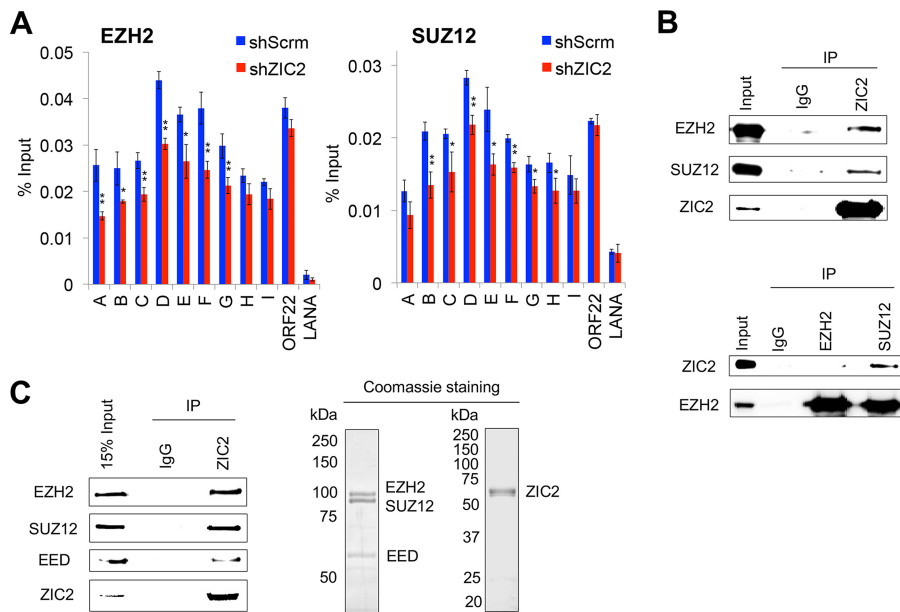 A
EZH2
shScrm
shZIC2
% Input
0.05
0.04
0.03
0.02
0.01
0
**
*
**
**
*
**
**
A
B
C
D
E
F
G
H
I
ORF22
LANA
SUZ12
shScrm
shZIC2
% Input
0.03
0.02
0.01
0
**
*
**
*
**
*
*
A
B
C
D
E
F
G
H
I
ORF22
LANA
B
IP
Input
IgG
ZIC2
EZH2
SUZ12
ZIC2
IP
Input
IgG
EZH2
SUZ12
ZIC2
EZH2
C
IP
15% Input
IgG
ZIC2
EZH2
SUZ12
EED
ZIC2
Coomassie staining
kDa
250
150
100
75
50
EZH2
SUZ12
EED
kDa
250
150
100
75
50
37
25
20
ZIC2